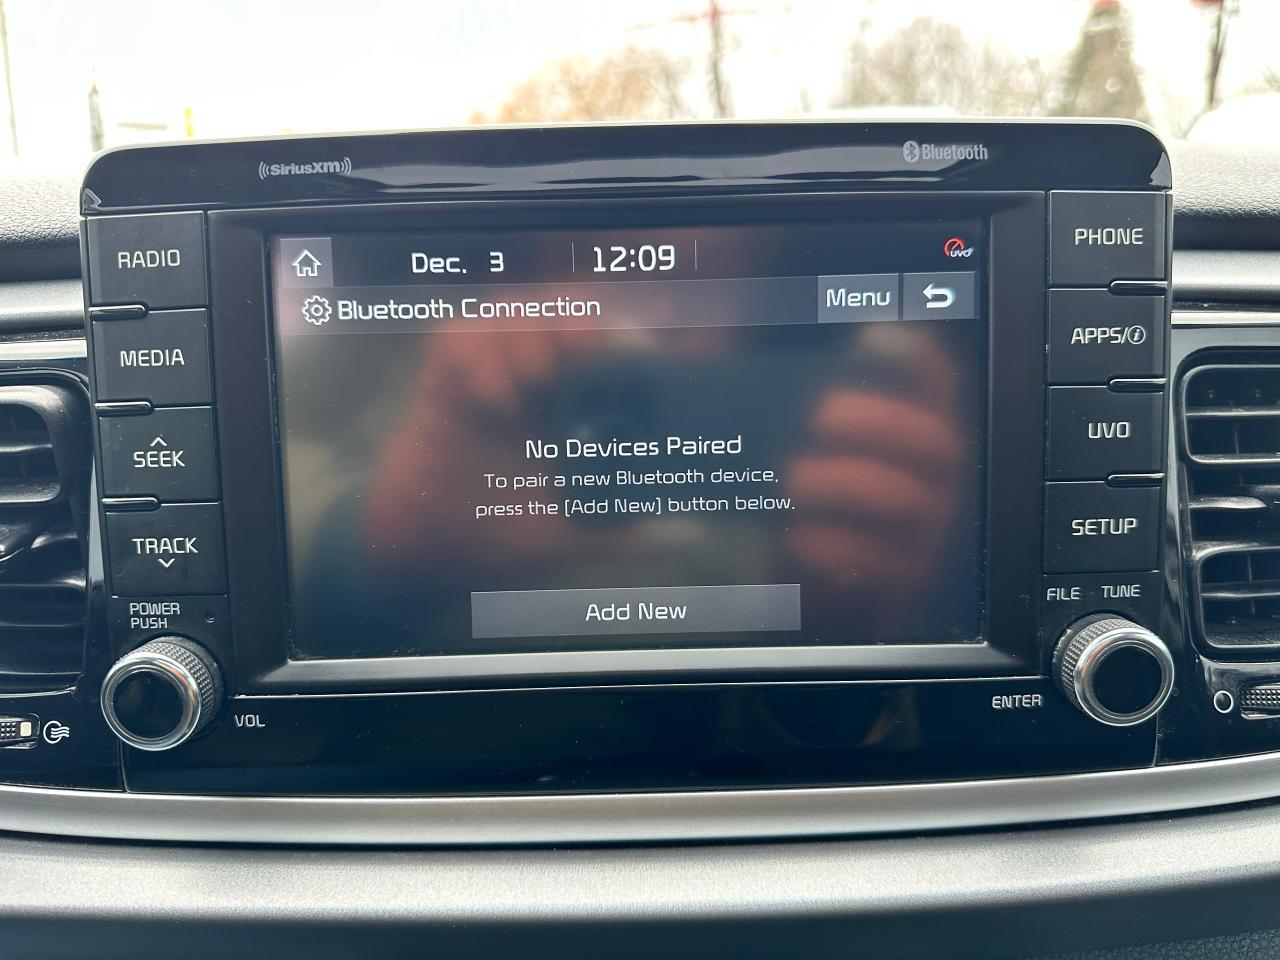 SiriusXM
Bluetooth
RADIO
MEDIA
SEEK
TRACK
POWER
PUSH
VOL
Dec. 3
12:09
UVO
Bluetooth Connection
Menu
No Devices Paired
To pair a new Bluetooth device,
press the [Add New] button below.
Add New
PHONE
APPS/i
UVO
SETUP
FILE
TUNE
ENTER